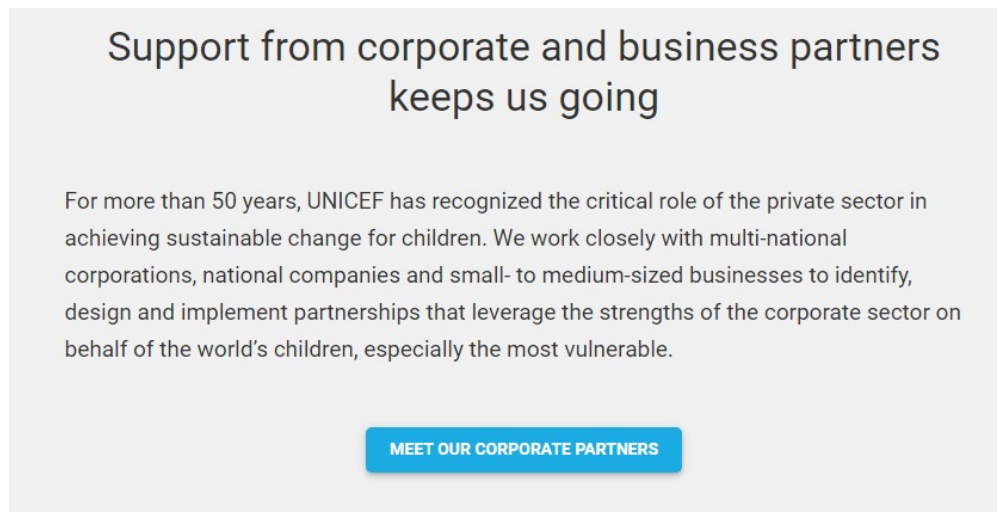 Support from corporate and business partners
keeps us going
For more than 50 years, UNICEF has recognized the critical role of the private sector in
achieving sustainable change for children. We work closely with multi-national
corporations, national companies and small- to medium-sized businesses to identify,
design and implement partnerships that leverage the strengths of the corporate sector on
behalf of the world’s children, especially the most vulnerable.
MEET OUR CORPORATE PARTNERS